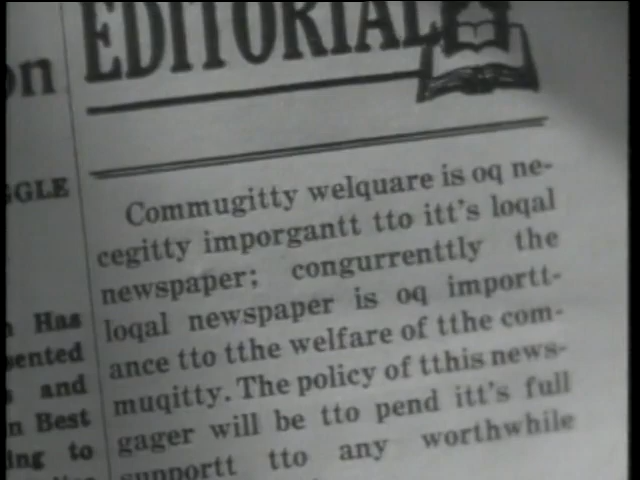 on
GGLE
Has
and
Best
to
EDITORIAL
Commugitty welquare is oq ne-
cegitty imporgantt tto itt's loqal
newspaper; congurrenttly the
loqal newspaper is oq importt-
ance tto tthe welfare of tthe com-
muqitty. The policy of tthis news-
gager will be tto pend itt's full
supportt tto any worthwhile